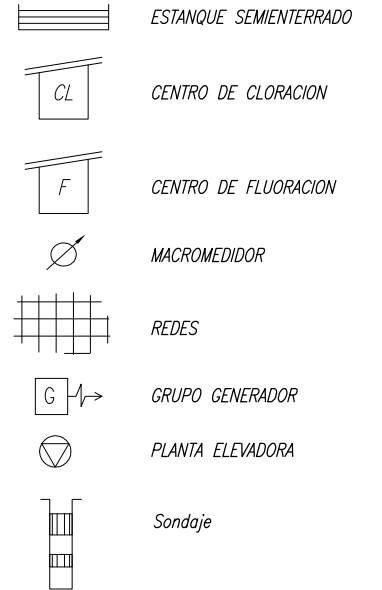 ESTANQUE SEMIENTERRADO
CL CENTRO DE CLORACION
F CENTRO DE FLUORACION
MACROMEDIDOR
REDES
G GRUPO GENERADOR
PLANTA ELEVADORA
Sondaje